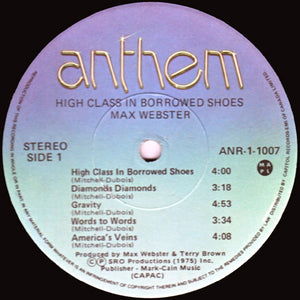 anthem
HIGH CLASS IN BORROWED SHOES
MAX WEBSTER
STEREO
SIDE 1
ANR-1-1007
M A
P L
High Class In Borrowed Shoes 4:00
(Mitchell-Dubois)
Diamonds Diamonds 3:18
(Mitchell-Dubois)
Gravity 4:53
(Mitchell-Dubois)
Words to Words 3:34
(Mitchell-Dubois)
America's Veins 4:08
(Mitchell-Dubois)
Produced by Max Webster & Terry Brown
©Ⓟ SRO Productions (1975) Inc.
Publisher - Mark-Cain Music
(CAPAC)